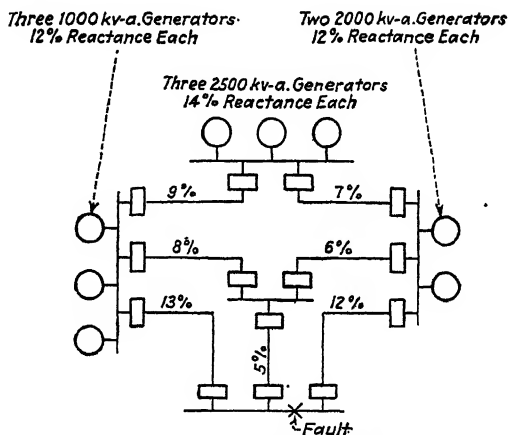 Three 1000 kv-a. Generators.
12% Reactance Each
Two 2000 kv-a. Generators
12% Reactance Each
Three 2500 kv-a. Generators
14% Reactance Each
9%
7%
8%
6%
13%
12%
5%
Fault